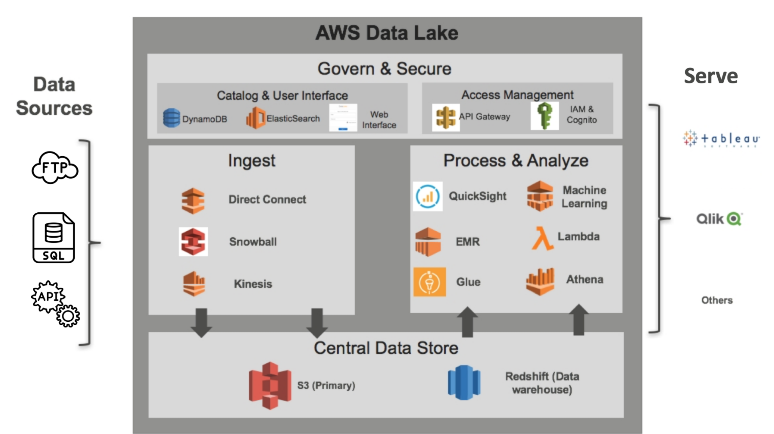 AWS Data Lake
Data
Sources
FTP
SQL
API
Govern & Secure
Catalog & User Interface
DynamoDB
ElasticSearch
Web
Interface
Access Management
API Gateway
IAM &
Cognito
Ingest
Direct Connect
Snowball
Kinesis
Process & Analyze
QuickSight
Machine
Learning
EMR
Lambda
Glue
Athena
Central Data Store
S3 (Primary)
Redshift (Data
warehouse)
Serve
+ableau
SOFTWARE
Qlik
Others